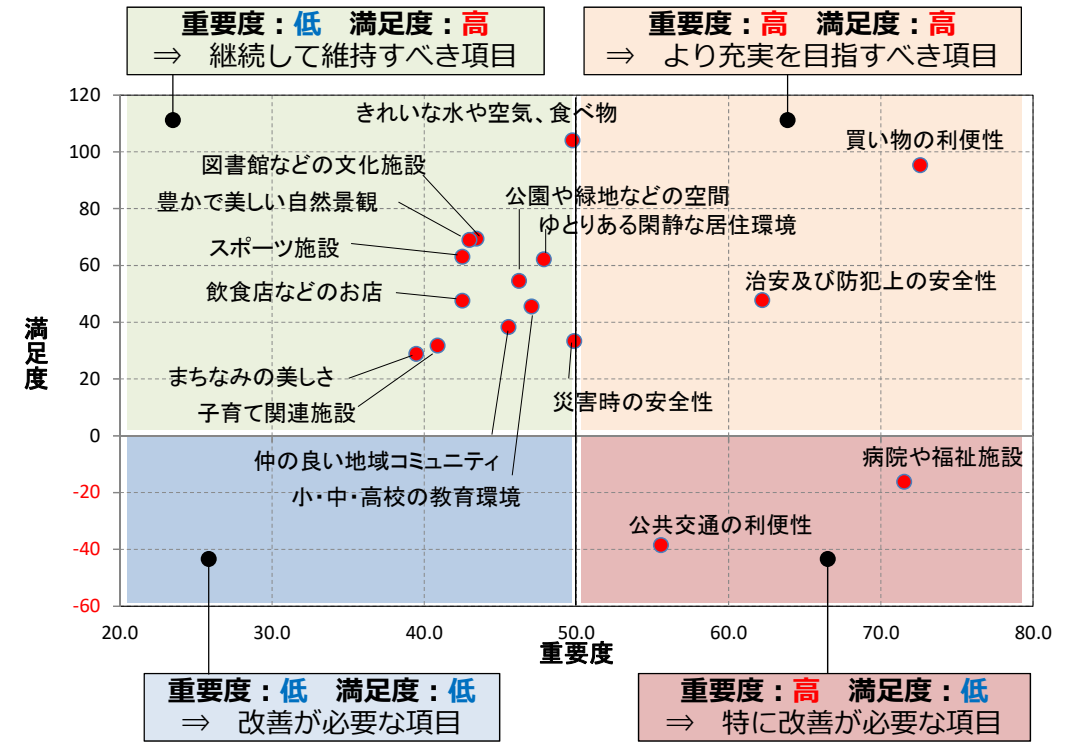 重要度：低　満足度：高
⇒　継続して維持すべき項目
重要度：高　満足度：高
⇒　より充実を目指すべき項目
120
100
80
60
40
20
0
-20
-40
-60
満足度
きれいな水や空気、食べ物
買い物の利便性
図書館などの文化施設
豊かで美しい自然景観
公園や緑地などの空間
ゆとりある閑静な居住環境
スポーツ施設
治安及び防犯上の安全性
飲食店などのお店
まちなみの美しさ
子育て関連施設
災害時の安全性
仲の良い地域コミュニティ
小・中・高校の教育環境
病院や福祉施設
公共交通の利便性
20.0
30.0
40.0
50.0
60.0
70.0
80.0
重要度
重要度：低　満足度：低
⇒　改善が必要な項目
重要度：高　満足度：低
⇒　特に改善が必要な項目